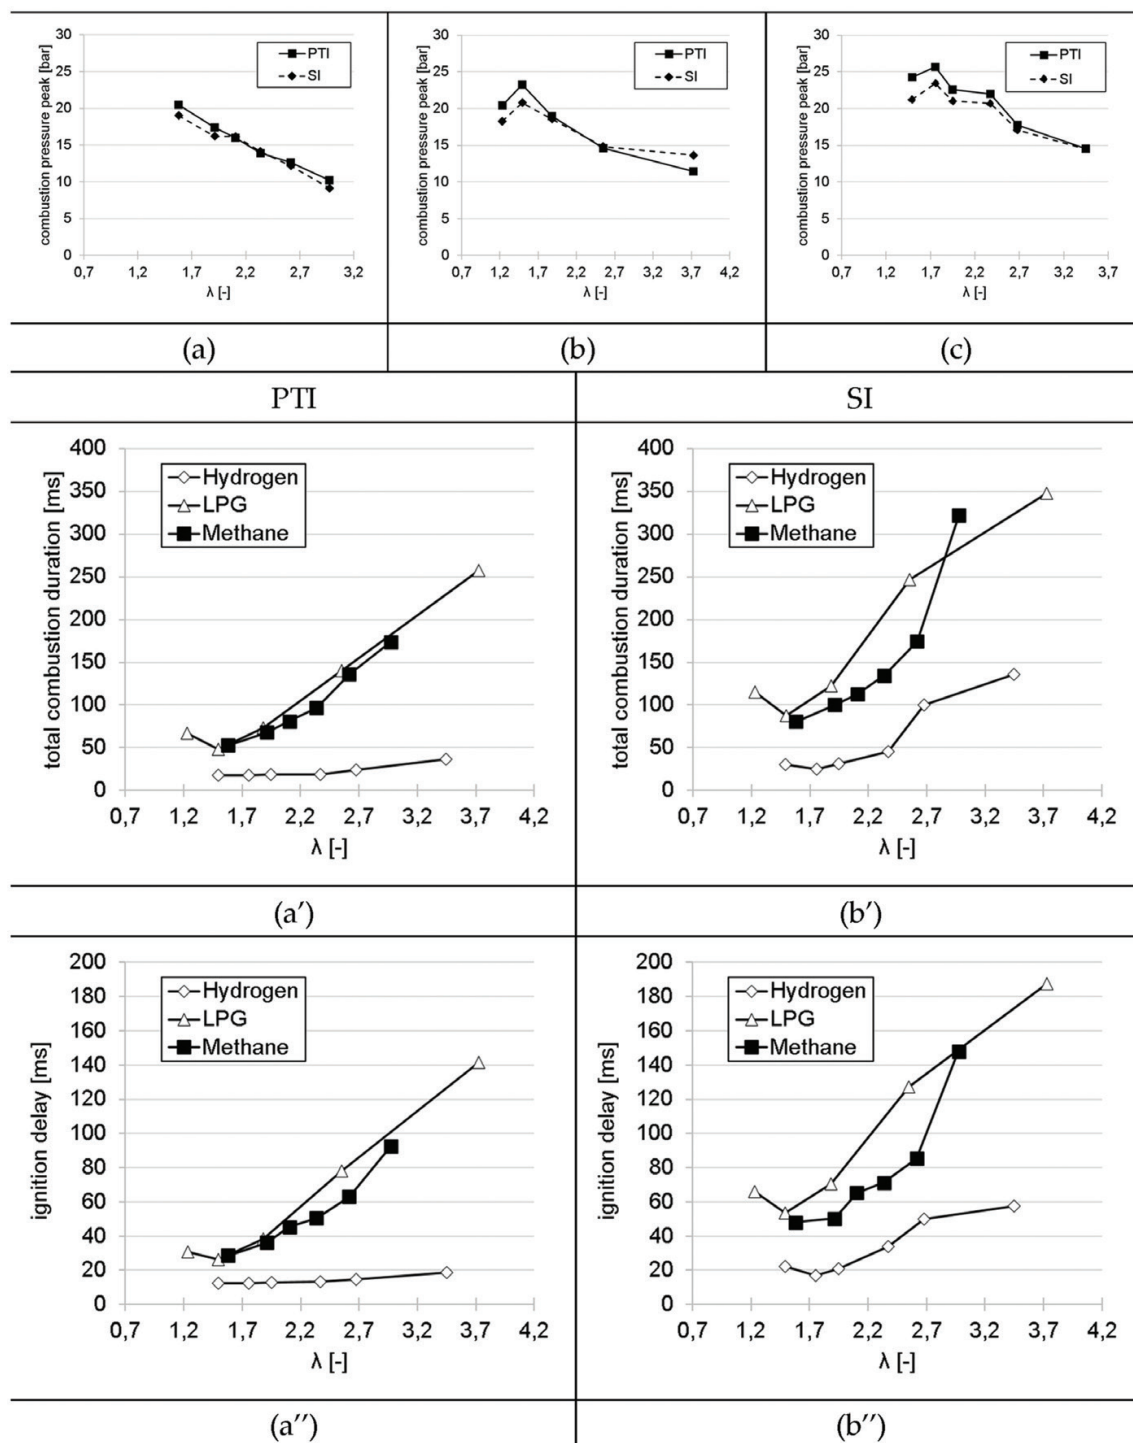 combustion pressure peak [bar]
30
25
20
15
10
5
0
PTI
SI
0,7 1,2 1,7 2,2 2,7 3,2
λ [-]
combustion pressure peak [bar]
30
25
20
15
10
5
0
PTI
SI
0,7 1,2 1,7 2,2 2,7 3,2 3,7 4,2
λ [-]
combustion pressure peak [bar]
30
25
20
15
10
5
0
PTI
SI
0,7 1,2 1,7 2,2 2,7 3,2 3,7
λ [-]
(a) (b) (c)
PTI SI
total combustion duration [ms]
400
350
300
250
200
150
100
50
0
Hydrogen
LPG
Methane
0,7 1,2 1,7 2,2 2,7 3,2 3,7 4,2
λ [-]
total combustion duration [ms]
400
350
300
250
200
150
100
50
0
Hydrogen
LPG
Methane
0,7 1,2 1,7 2,2 2,7 3,2 3,7 4,2
λ [-]
(a′) (b′)
ignition delay [ms]
200
180
160
140
120
100
80
60
40
20
0
Hydrogen
LPG
Methane
0,7 1,2 1,7 2,2 2,7 3,2 3,7 4,2
λ [-]
ignition delay [ms]
200
180
160
140
120
100
80
60
40
20
0
Hydrogen
LPG
Methane
0,7 1,2 1,7 2,2 2,7 3,2 3,7 4,2
λ [-]
(a″) (b″)